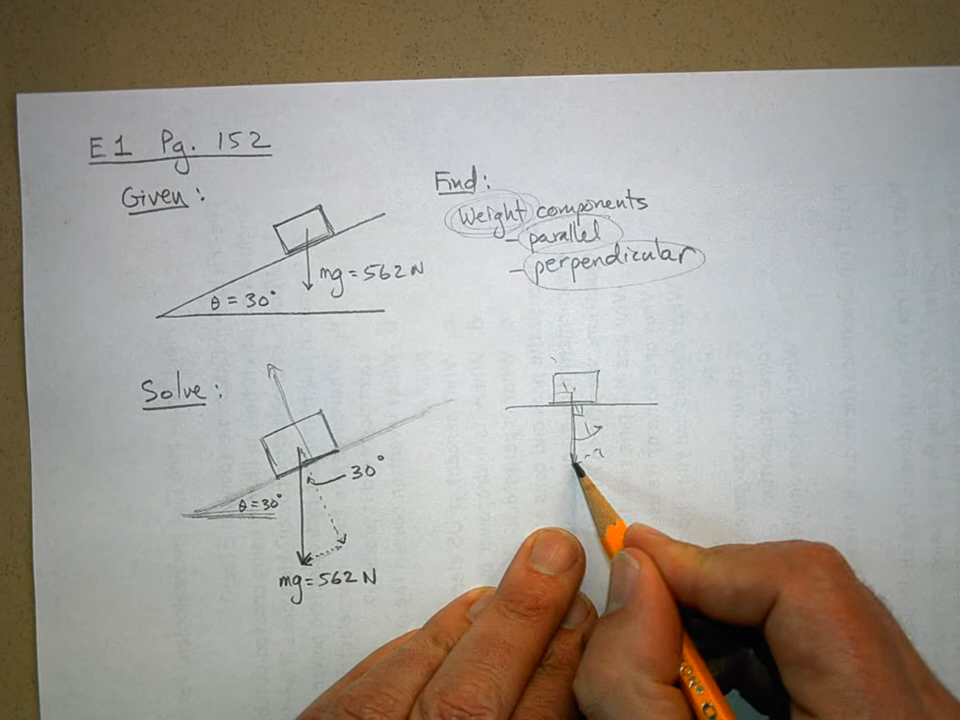 E1 Pg. 152
Given:
mg = 562 N
θ = 30°
Find:
Weight components
- parallel
- perpendicular
Solve:
30°
θ = 30°
mg = 562 N